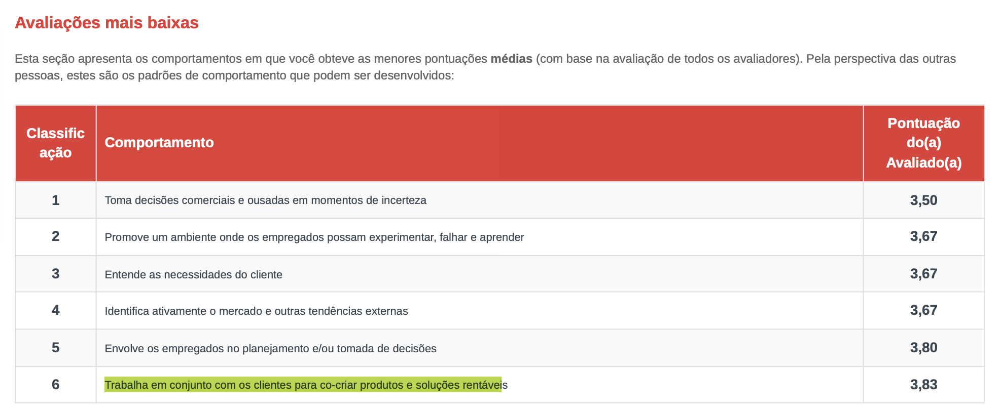 Avaliações mais baixas
Esta seção apresenta os comportamentos em que você obteve as menores pontuações médias (com base na avaliação de todos os avaliadores). Pela perspectiva das outras
pessoas, estes são os padrões de comportamento que podem ser desenvolvidos:
Classific
ação
Comportamento
Pontuação
do(a)
Avaliado(a)
1 Toma decisões comerciais e ousadas em momentos de incerteza 3,50
2 Promove um ambiente onde os empregados possam experimentar, falhar e aprender 3,67
3 Entende as necessidades do cliente 3,67
4 Identifica ativamente o mercado e outras tendências externas 3,67
5 Envolve os empregados no planejamento e/ou tomada de decisões 3,80
6 Trabalha em conjunto com os clientes para co-criar produtos e soluções rentáveis 3,83